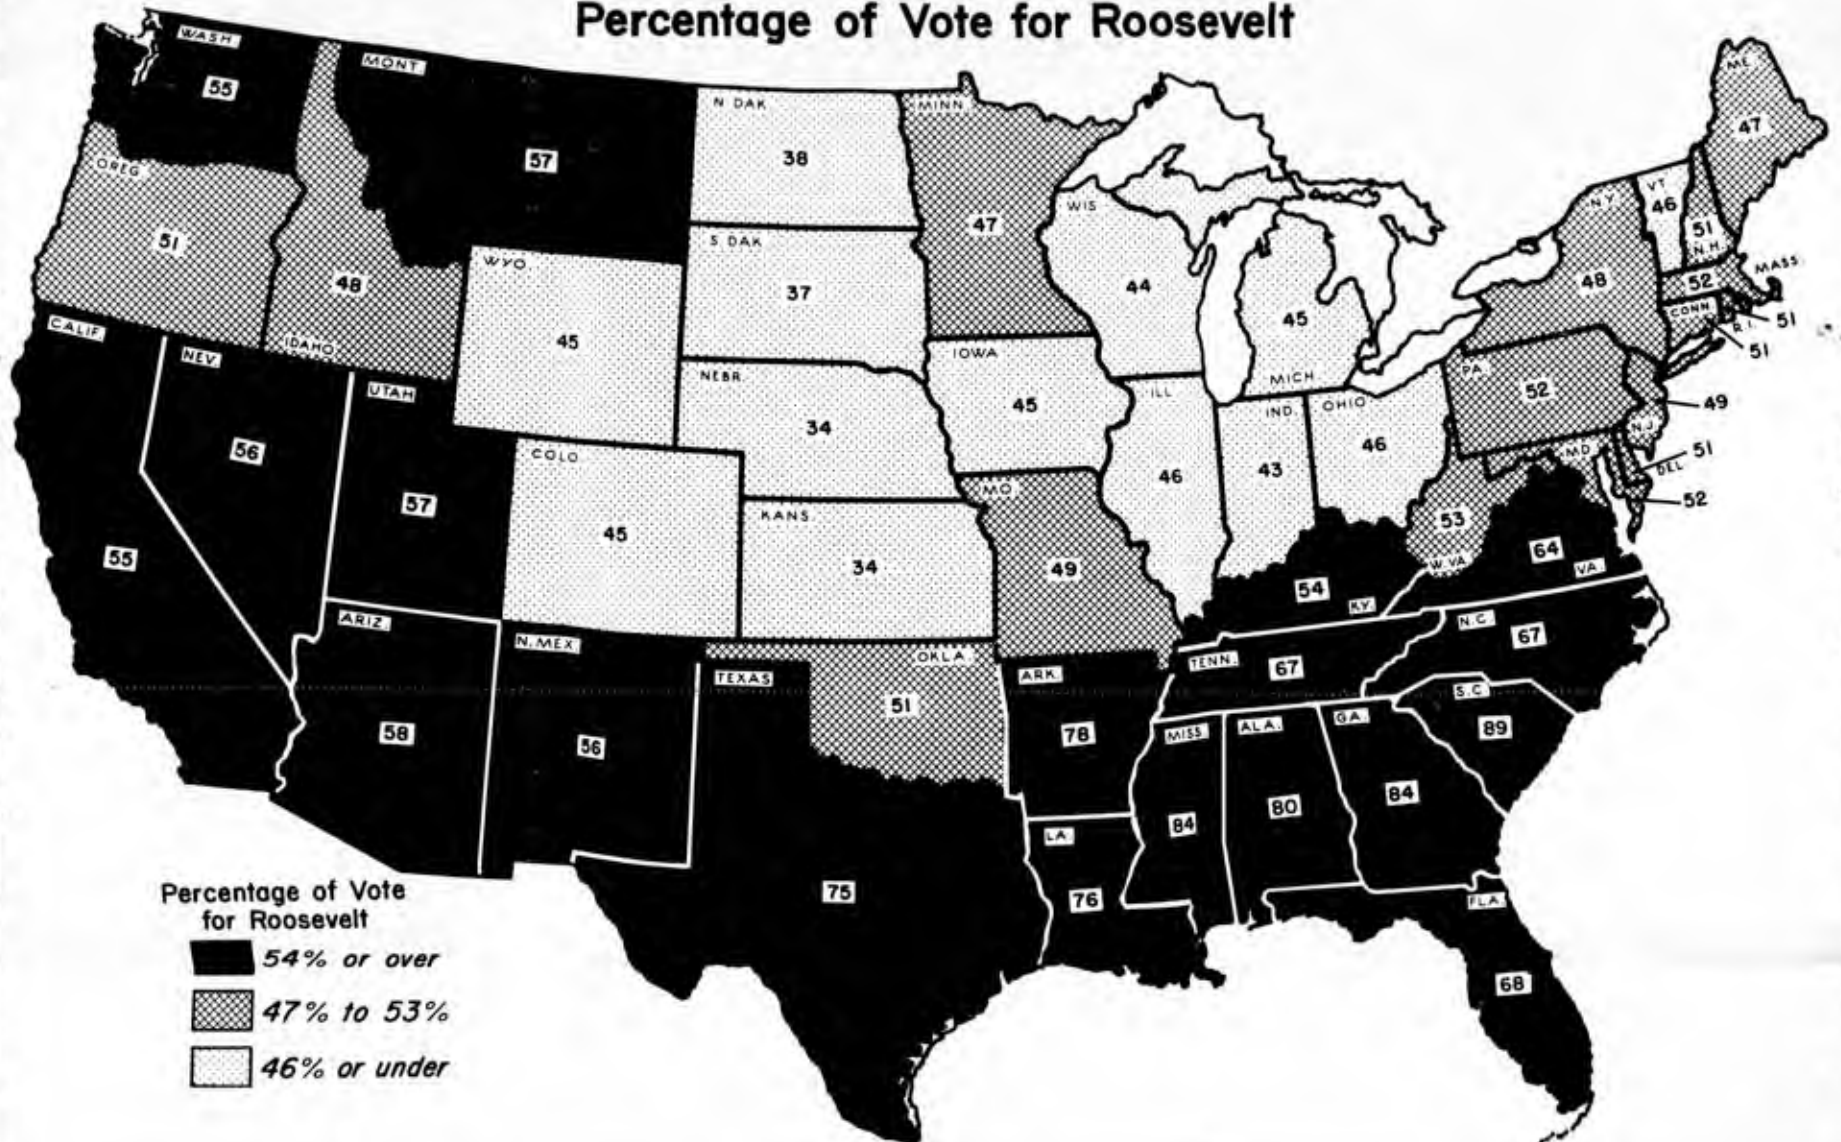 Percentage of Vote for Roosevelt
WASH.
55
MONT.
57
N. DAK.
38
MINN.
47
ME.
47
OREG.
51
IDAHO
48
WYO.
45
S. DAK.
37
WIS.
44
MICH.
45
N.Y.
48
VT.
46
51
N.H.
52
MASS.
CONN.
R.I.
51
51
CALIF.
55
NEV.
56
UTAH
57
COLO.
45
NEBR.
34
IOWA
45
ILL.
46
IND.
43
OHIO
46
PA.
52
N.J.
49
MD.
DEL.
51
52
KANS.
34
MO.
49
KY.
54
W.VA.
53
VA.
64
ARIZ.
58
N. MEX.
56
TEXAS
75
OKLA.
51
ARK.
78
TENN.
67
N.C.
67
S.C.
89
MISS.
84
ALA.
80
GA.
84
LA.
76
FLA.
68
Percentage of Vote
for Roosevelt
54% or over
47% to 53%
46% or under